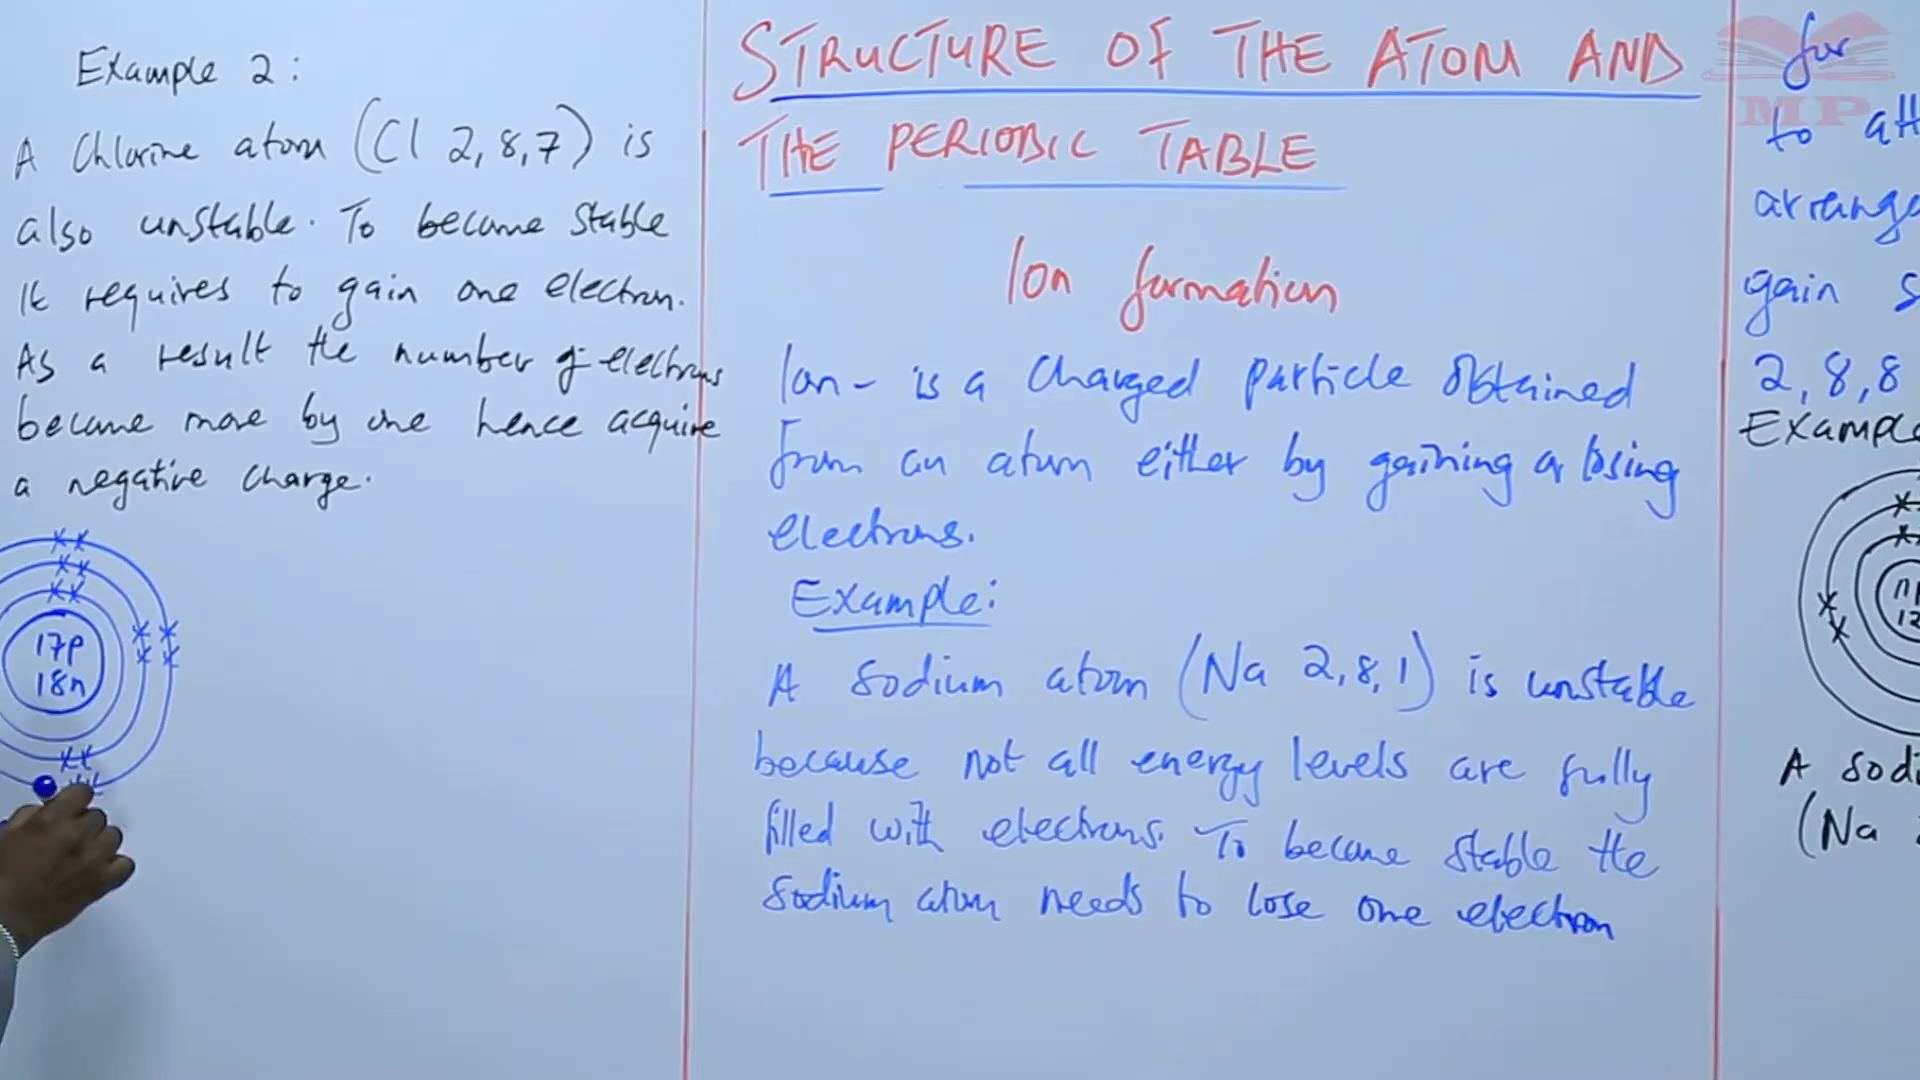 Example 2:
A Chlorine atom (Cl 2,8,7) is
also unstable. To become stable
It requires to gain one electron.
As a result the number of electrons
become more by one hence acquire
a negative charge.
17p
18n
STRUCTURE OF THE ATOM AND
THE PERIODIC TABLE
Ion formation
Ion - is a charged particle obtained
from an atom either by gaining or losing
electrons.
Example:
A sodium atom (Na 2,8,1) is unstable
because not all energy levels are fully
filled with electrons. To become stable the
sodium atom needs to lose one electron
for
to att
arrange
gain s
2,8,8
Example
11p
12
A sodi
(Na 2
MP